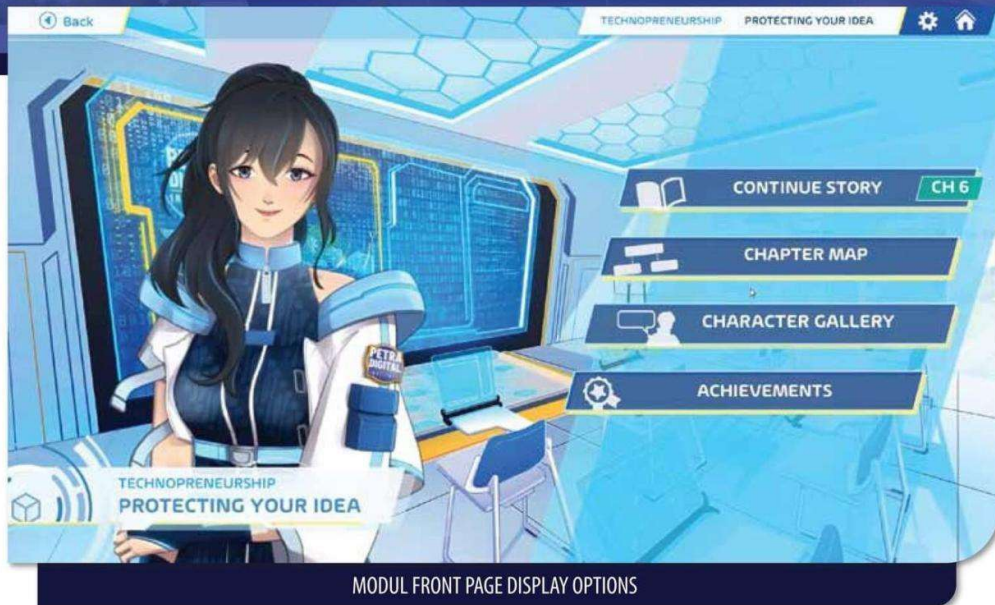 Back
TECHNOPRENEURSHIP PROTECTING YOUR IDEA
CONTINUE STORY CH 6
CHAPTER MAP
CHARACTER GALLERY
ACHIEVEMENTS
PETRA
DIGITAL
TECHNOPRENEURSHIP
PROTECTING YOUR IDEA
MODUL FRONT PAGE DISPLAY OPTIONS